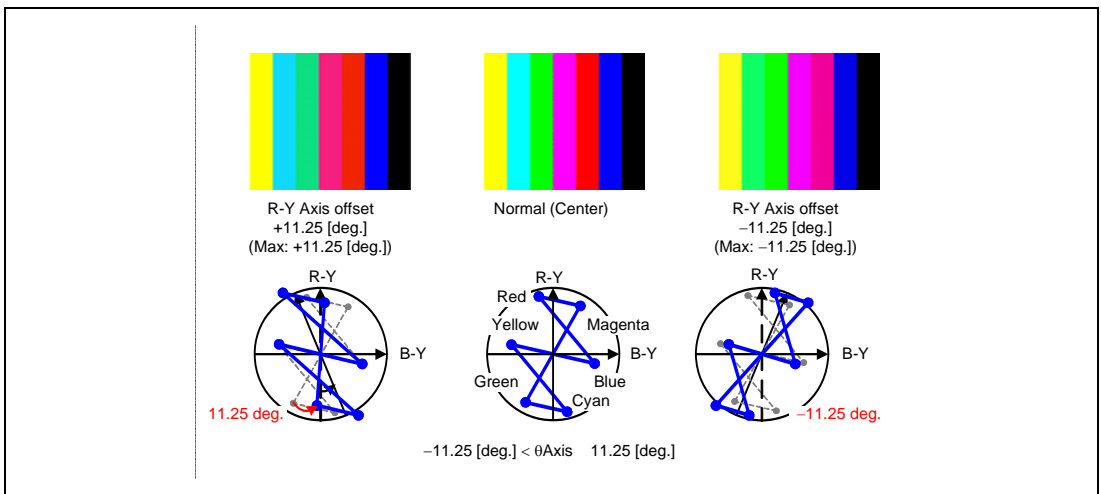 R-Y Axis offset
+11.25 [deg.]
(Max: +11.25 [deg.])
Normal (Center)
R-Y Axis offset
−11.25 [deg.]
(Max: −11.25 [deg.])
R-Y
B-Y
11.25 deg.
R-Y
Red
Yellow
Magenta
B-Y
Green
Blue
Cyan
R-Y
B-Y
−11.25 deg.
−11.25 [deg.] < θAxis 11.25 [deg.]